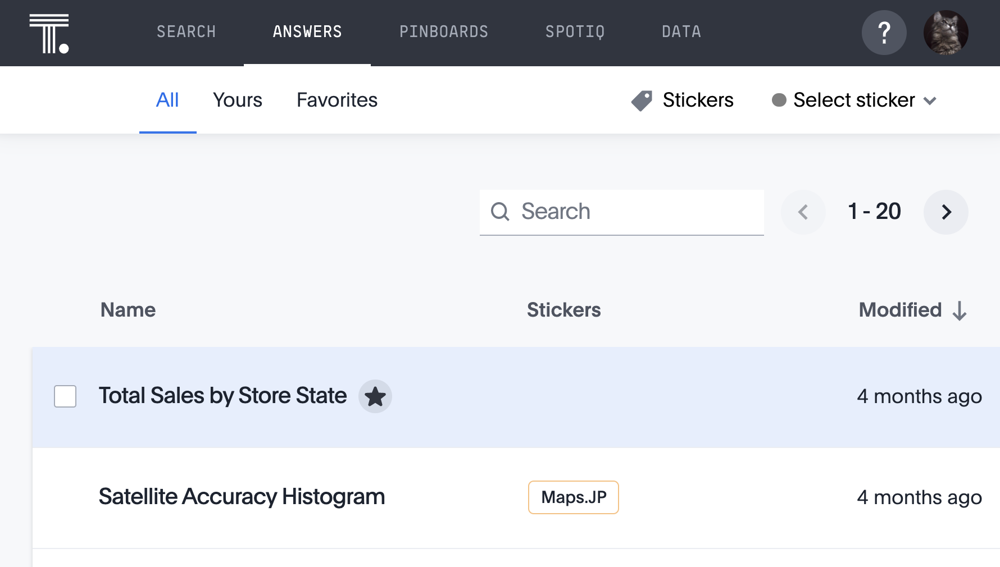 T.
SEARCH ANSWERS PINBOARDS SPOTIQ DATA ?
All Yours Favorites Stickers Select sticker
Search 1 - 20
Name Stickers Modified ↓
Total Sales by Store State 4 months ago
Satellite Accuracy Histogram Maps.JP 4 months ago